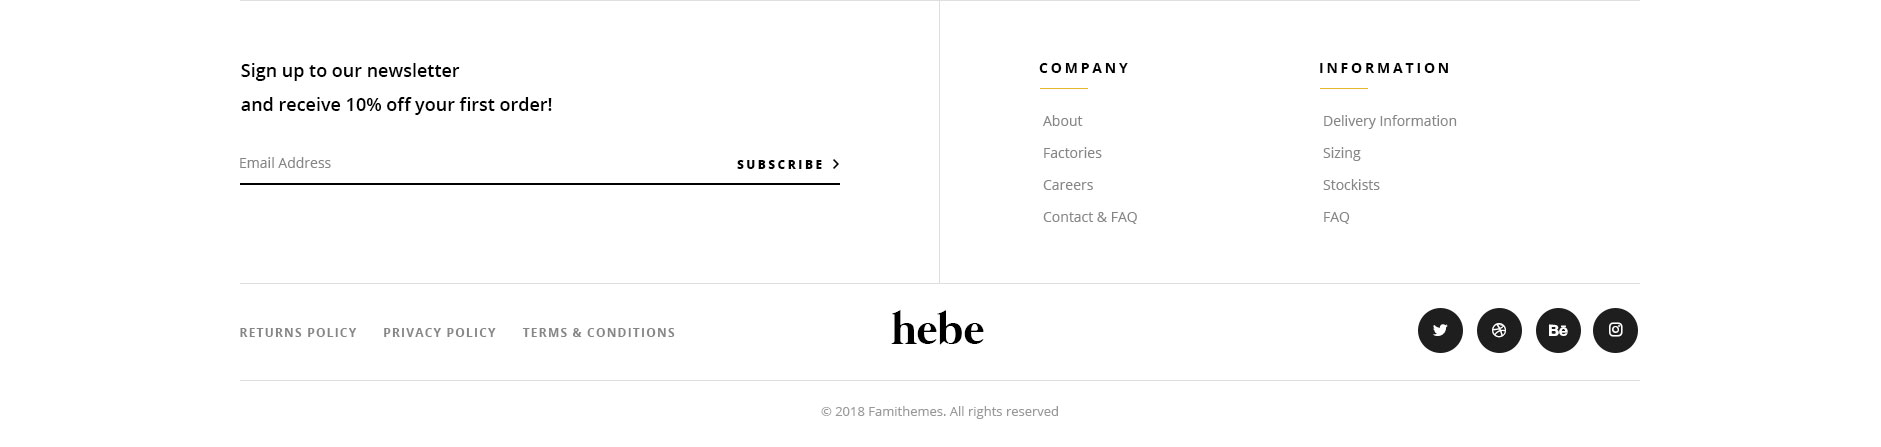 Sign up to our newsletter
and receive 10% off your first order!
Email Address
SUBSCRIBE
COMPANY
About
Factories
Careers
Contact & FAQ
INFORMATION
Delivery Information
Sizing
Stockists
FAQ
RETURNS POLICY
PRIVACY POLICY
TERMS & CONDITIONS
hebe
Bē
© 2018 Famithemes. All rights reserved